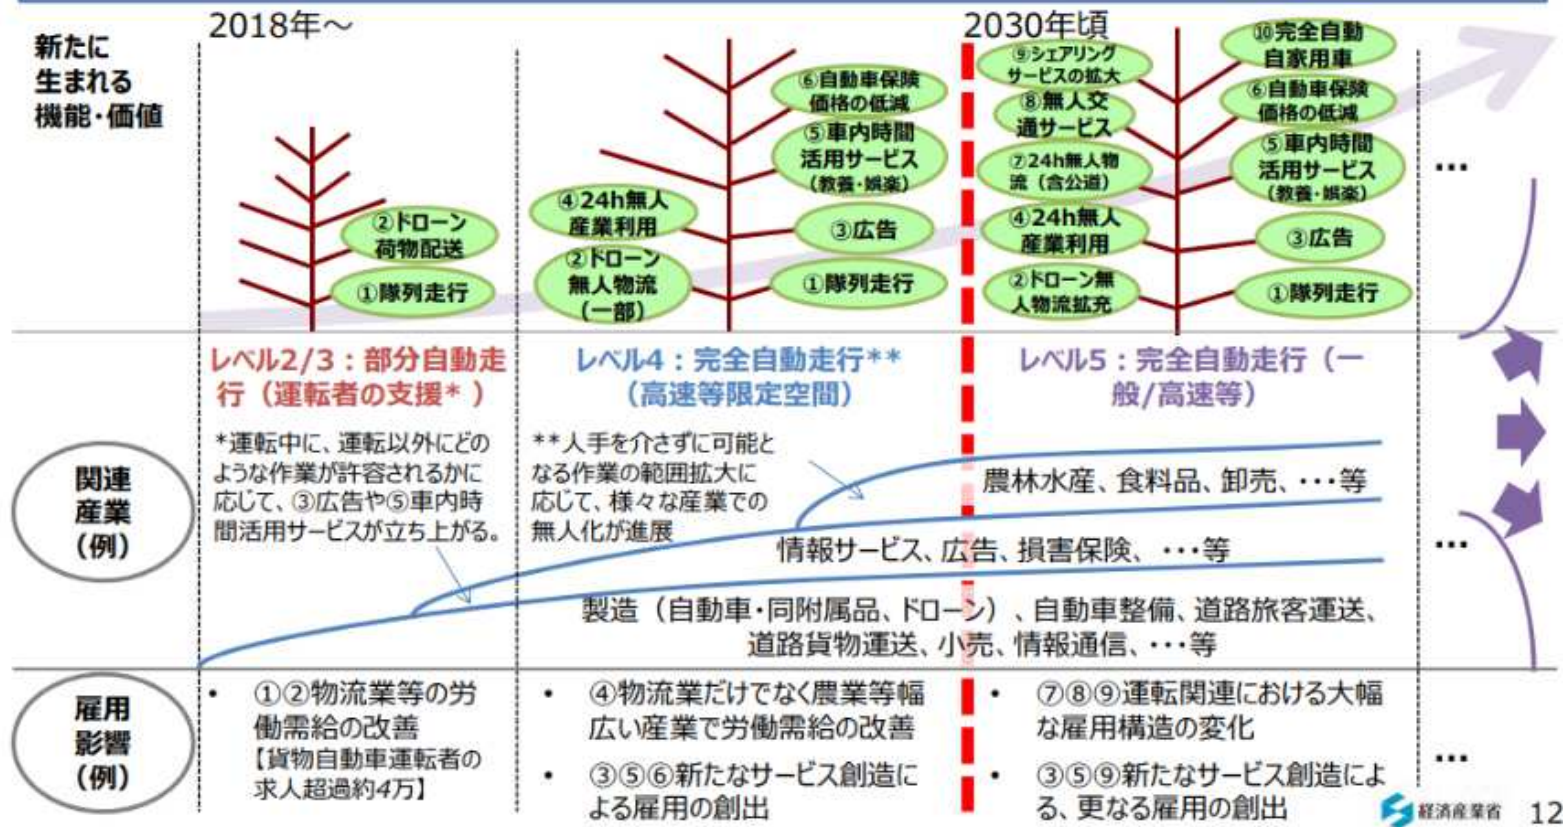 2018年～
2030年頃
新たに
生まれる
機能・価値
②ドローン
荷物配送
①隊列走行
⑥自動車保険
価格の低減
⑤車内時間
活用サービス
（教養・娯楽）
④24h無人
産業利用
③広告
②ドローン
無人物流
（一部）
①隊列走行
⑨シェアリング
サービスの拡大
⑩完全自動
自家用車
⑧無人交
通サービス
⑥自動車保険
価格の低減
⑦24h無人物
流（含公道）
⑤車内時間
活用サービス
（教養・娯楽）
④24h無人
産業利用
③広告
②ドローン無
人物流拡充
①隊列走行
…
レベル2/3：部分自動走
行（運転者の支援* ）
レベル4：完全自動走行**
（高速等限定空間）
レベル5：完全自動走行（一
般/高速等）
関連
産業
（例）
*運転中に、運転以外にどの
ような作業が許容されるかに
応じて、③広告や⑤車内時
間活用サービスが立ち上がる。
**人手を介さずに可能と
なる作業の範囲拡大に
応じて、様々な産業での
無人化が進展
農林水産、食料品、卸売、・・・等
情報サービス、広告、損害保険、・・・等
製造（自動車・同附属品、ドローン）、自動車整備、道路旅客運送、
道路貨物運送、小売、情報通信、・・・等
…
雇用
影響
（例）
• ①②物流業等の労
働需給の改善
【貨物自動車運転者の
求人超過約4万】
• ④物流業だけでなく農業等幅
広い産業で労働需給の改善
• ③⑤⑥新たなサービス創造に
よる雇用の創出
• ⑦⑧⑨運転関連における大幅
な雇用構造の変化
• ③⑤⑨新たなサービス創造によ
る、更なる雇用の創出
…
経済産業省
12